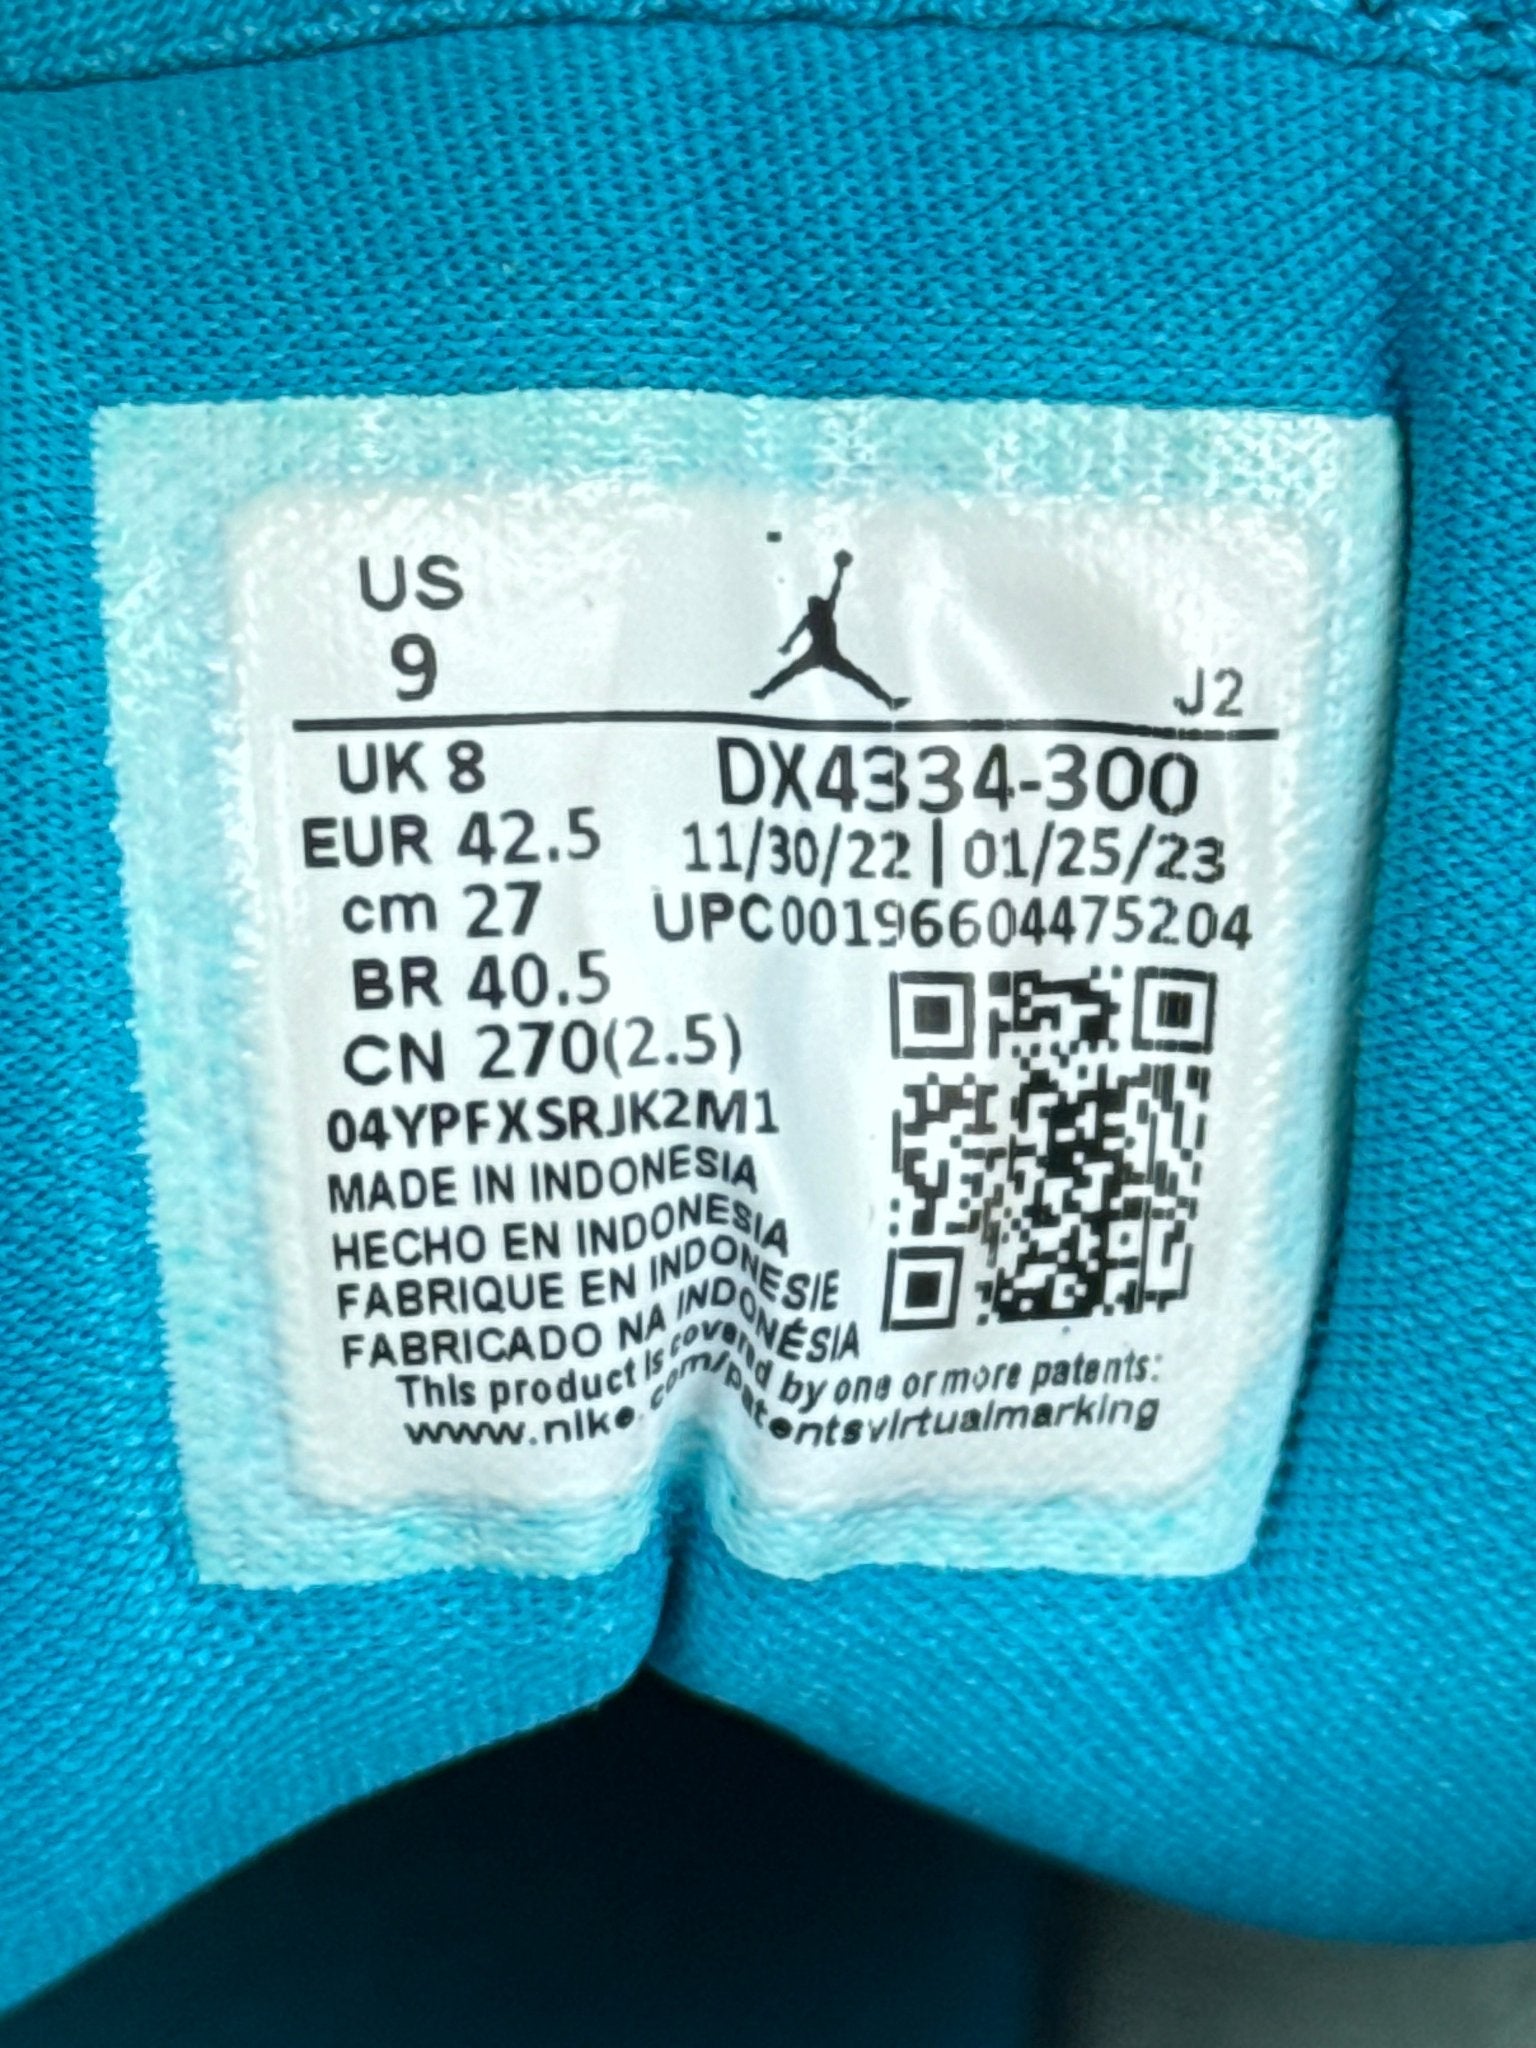 US
9
J2
UK 8
DX4334-300
EUR 42.5
11/30/22 | 01/25/23
cm 27
UPC00196604475204
BR 40.5
CN 270(2.5)
04YPFXSRJK2M1
MADE IN INDONESIA
HECHO EN INDONESIA
FABRIQUE EN INDONESIE
FABRICADO NA INDONÉSIA
This product is covered by one or more patents:
www.nike.com/patentsvirtualmarking